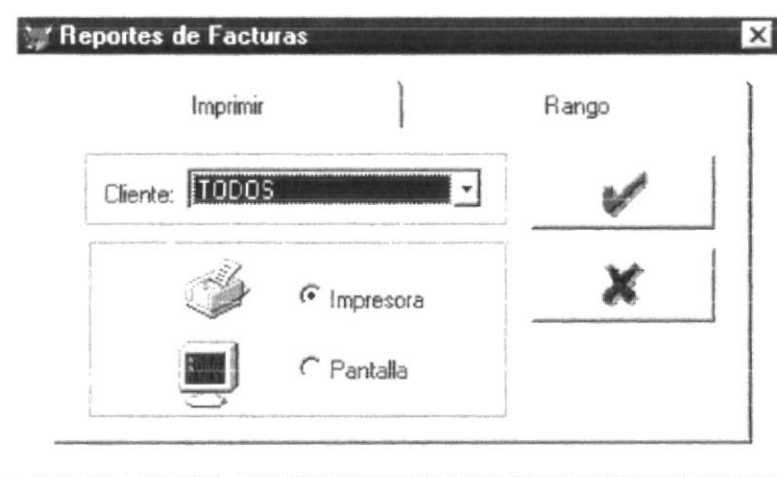 Reportes de Facturas
Imprimir
Rango
Cliente: TODOS
Impresora
Pantalla